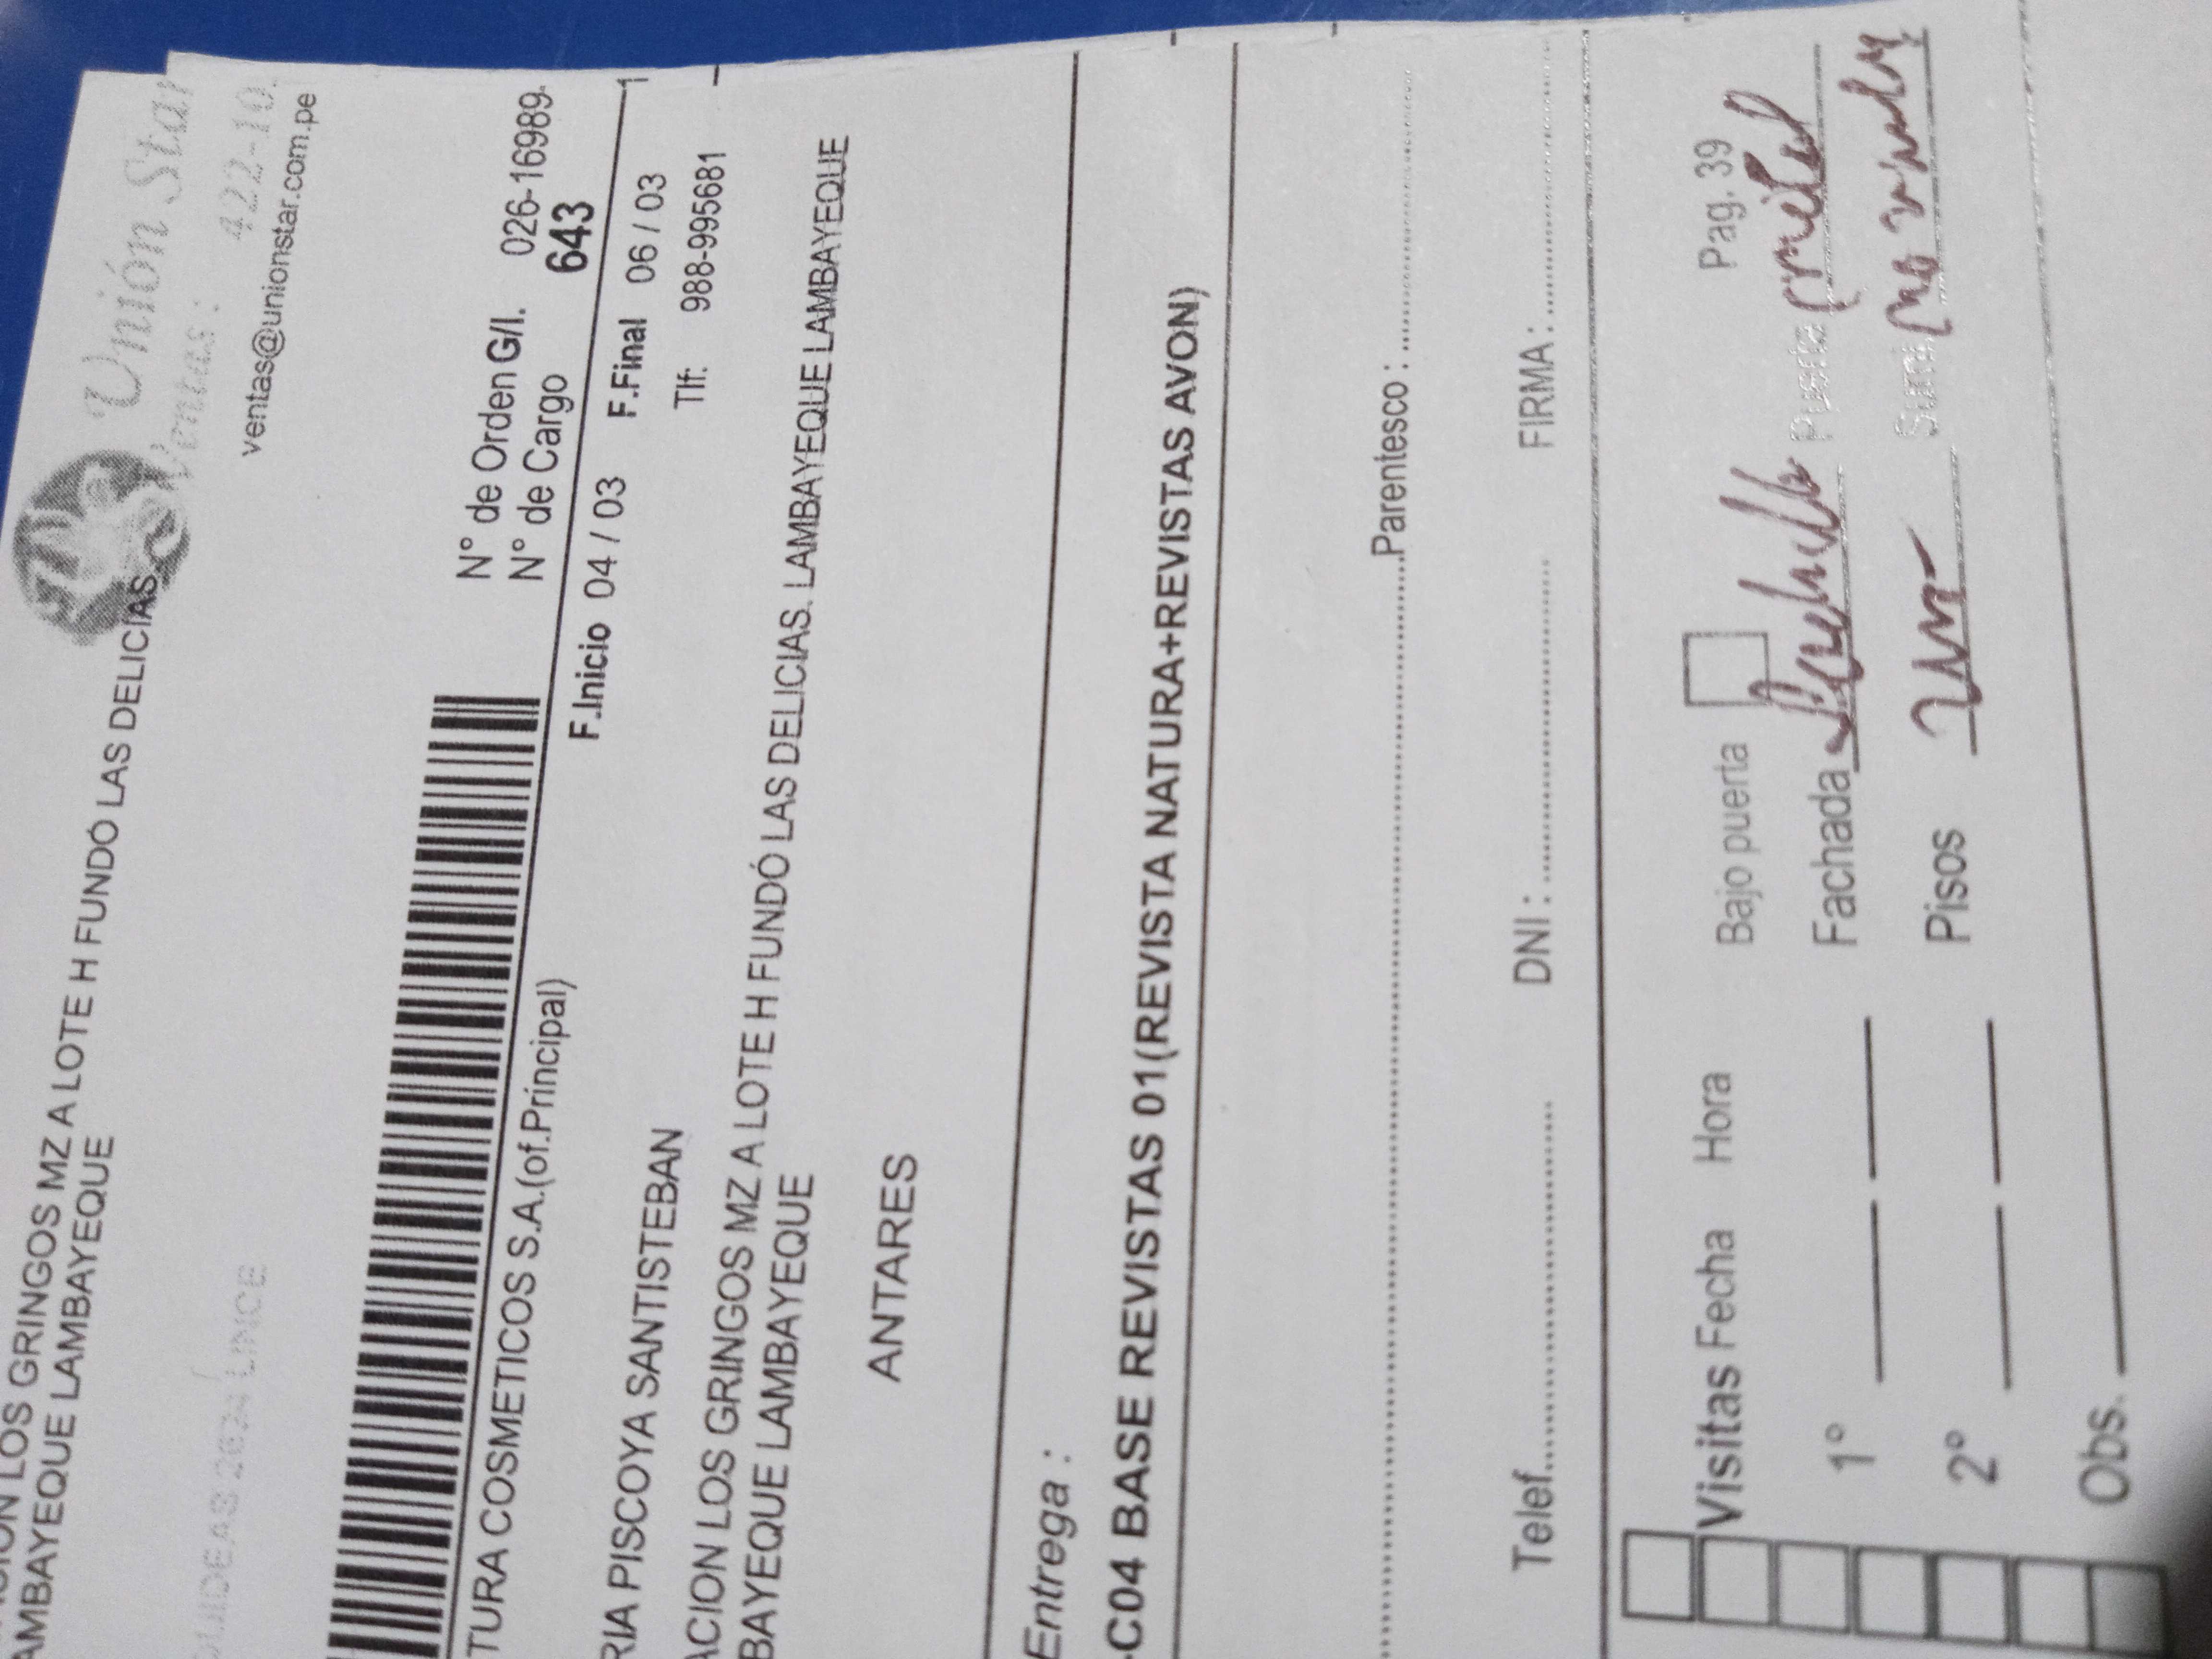 CION LOS GRINGOS MZ A LOTE H FUNDÓ LAS DELICIAS.
AMBAYEQUE LAMBAYEQUE
Unión Star
Ventas : 422-10
ventas@unionstar.com.pe
LINCE
N° de Orden G/I. 026-16989-
N° de Cargo 643
TURA COSMETICOS S.A.(of.Principal)
F.Inicio 04 / 03 F.Final 06 / 03
RIA PISCOYA SANTISTEBAN
Tlf: 988-995681
ACION LOS GRINGOS MZ A LOTE H FUNDÓ LAS DELICIAS. LAMBAYEQUE LAMBAYEQUE
BAYEQUE LAMBAYEQUE
ANTARES
Entrega :
C04 BASE REVISTAS 01(REVISTA NATURA+REVISTAS AVON)
Parentesco :
Telef. DNI : FIRMA :
Visitas Fecha Hora Bajo puerta Pag. 39
1° Fachada Puerta
2° Pisos Sumi
Obs.